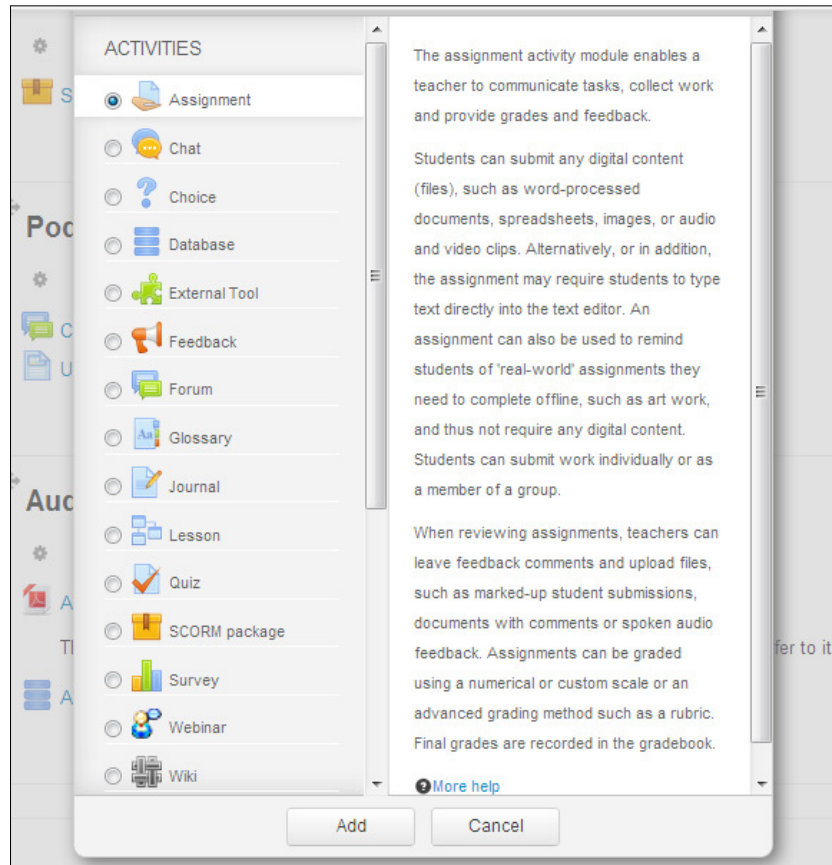 ACTIVITIES
Assignment
Chat
Choice
Database
External Tool
Feedback
Forum
Glossary
Journal
Lesson
Quiz
SCORM package
Survey
Webinar
Wiki
The assignment activity module enables a
teacher to communicate tasks, collect work
and provide grades and feedback.
Students can submit any digital content
(files), such as word-processed
documents, spreadsheets, images, or audio
and video clips. Alternatively, or in addition,
the assignment may require students to type
text directly into the text editor. An
assignment can also be used to remind
students of 'real-world' assignments they
need to complete offline, such as art work,
and thus not require any digital content.
Students can submit work individually or as
a member of a group.
When reviewing assignments, teachers can
leave feedback comments and upload files,
such as marked-up student submissions,
documents with comments or spoken audio
feedback. Assignments can be graded
using a numerical or custom scale or an
advanced grading method such as a rubric.
Final grades are recorded in the gradebook.
More help
Add Cancel
S
Pod
C
U
Aud
A
Th
A
fer to it